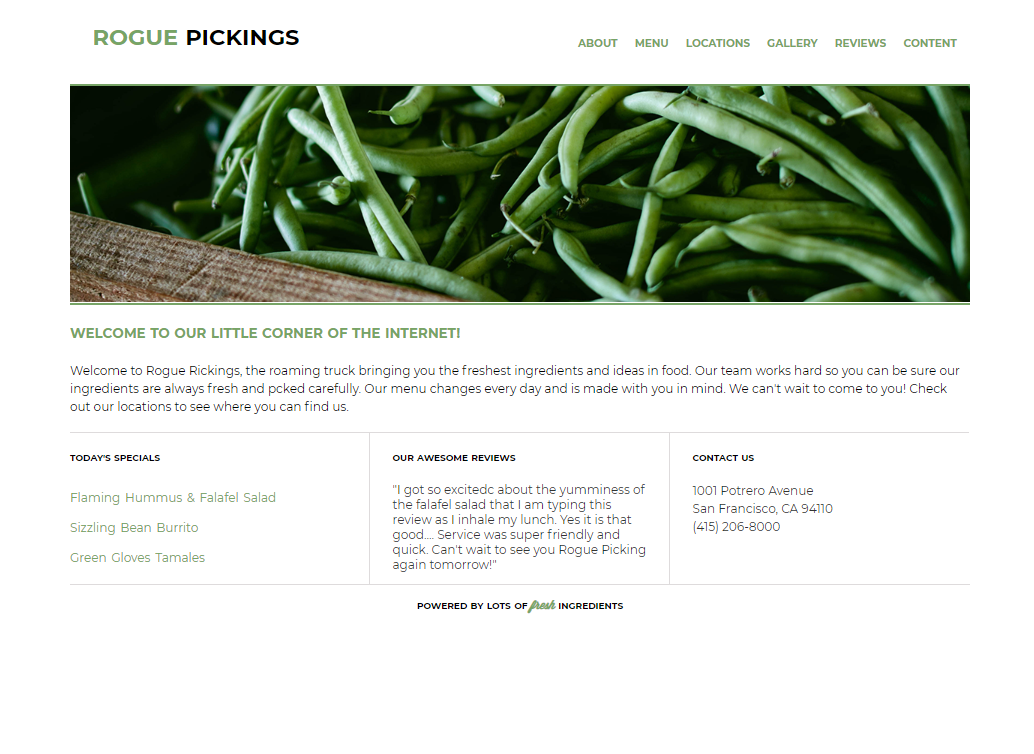 ROGUE PICKINGS
ABOUT MENU LOCATIONS GALLERY REVIEWS CONTENT
WELCOME TO OUR LITTLE CORNER OF THE INTERNET!
Welcome to Rogue Rickings, the roaming truck bringing you the freshest ingredients and ideas in food. Our team works hard so you can be sure our
ingredients are always fresh and pcked carefully. Our menu changes every day and is made with you in mind. We can't wait to come to you! Check
out our locations to see where you can find us.
TODAY'S SPECIALS
Flaming Hummus & Falafel Salad
Sizzling Bean Burrito
Green Gloves Tamales
OUR AWESOME REVIEWS
"I got so excitedc about the yumminess of
the falafel salad that I am typing this
review as I inhale my lunch. Yes it is that
good.... Service was super friendly and
quick. Can't wait to see you Rogue Picking
again tomorrow!"
CONTACT US
1001 Potrero Avenue
San Francisco, CA 94110
(415) 206-8000
POWERED BY LOTS OF fresh INGREDIENTS